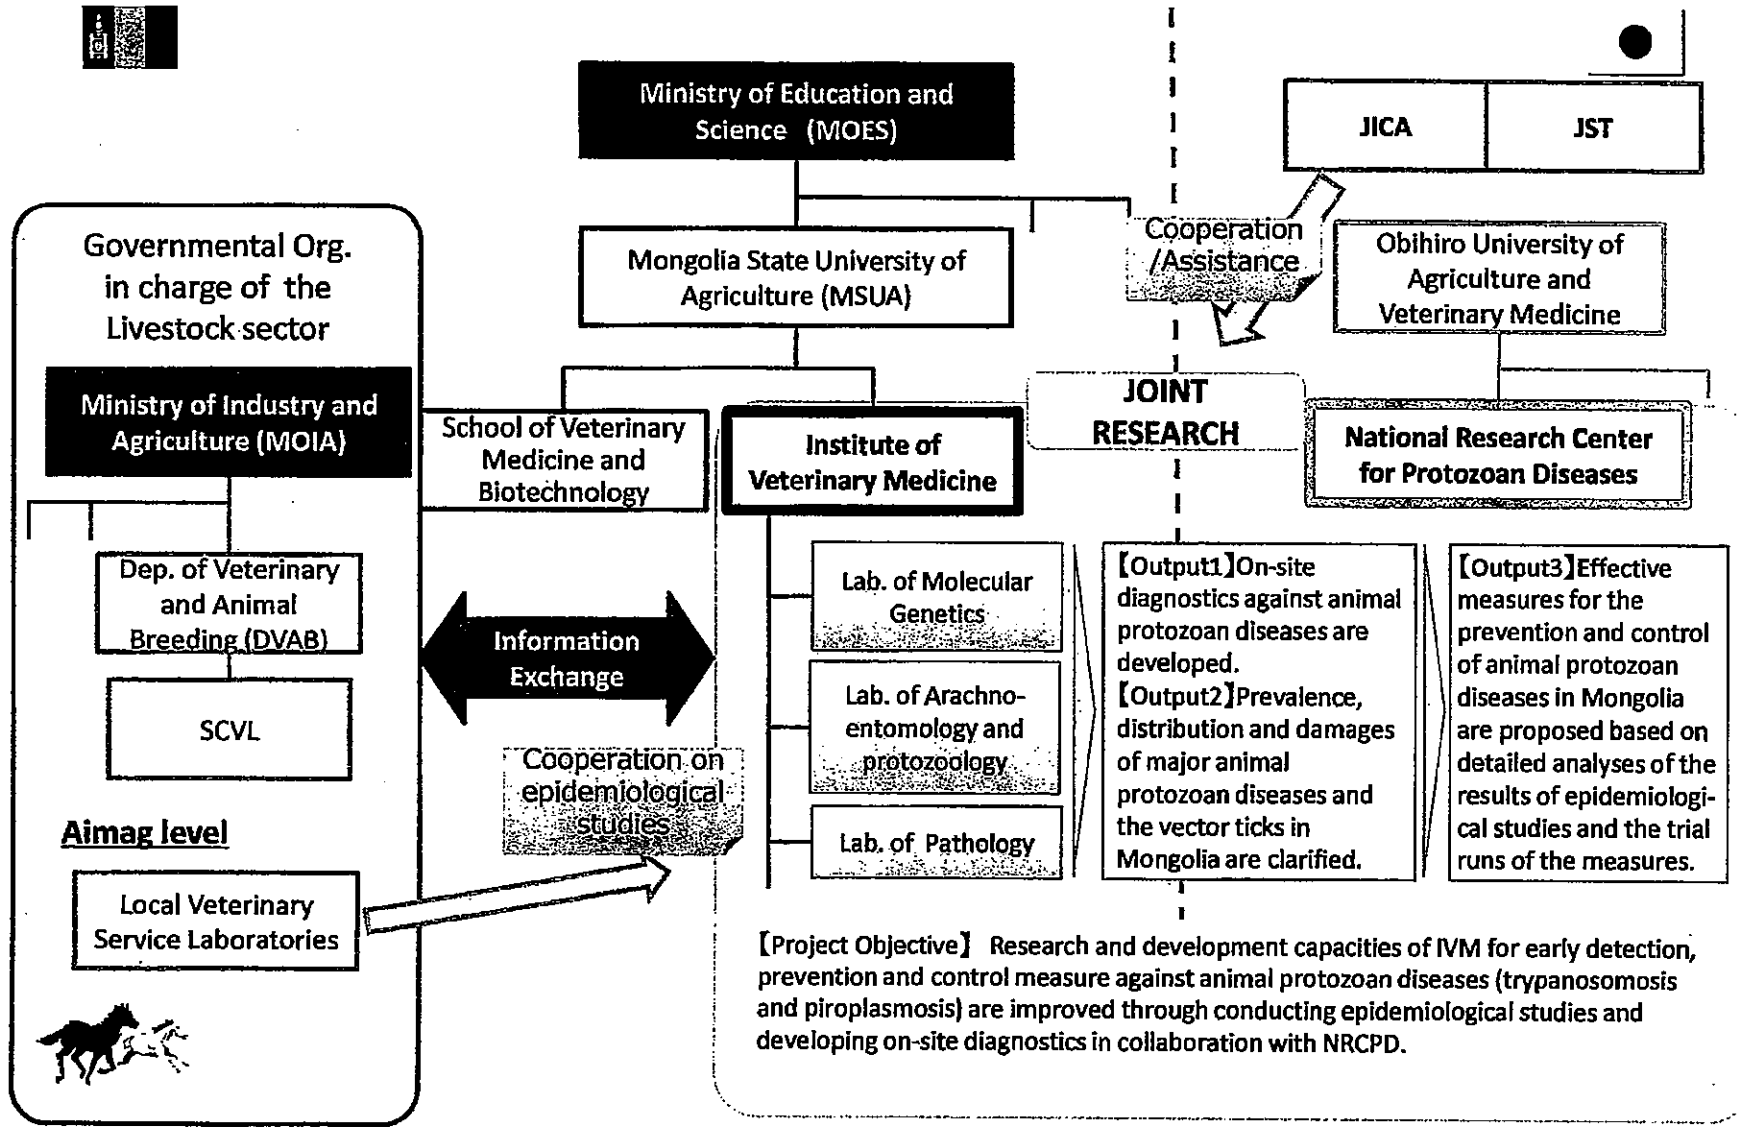 Ministry of Education and
Science (MOES)
JICA
JST
Governmental Org.
in charge of the
Livestock sector
Mongolia State University of
Agriculture (MSUA)
Cooperation
/Assistance
Obihiro University of
Agriculture and
Veterinary Medicine
Ministry of Industry and
Agriculture (MOIA)
School of Veterinary
Medicine and
Biotechnology
Institute of
Veterinary Medicine
JOINT
RESEARCH
National Research Center
for Protozoan Diseases
Dep. of Veterinary
and Animal
Breeding (DVAB)
SCVL
Information
Exchange
Lab. of Molecular
Genetics
Lab. of Arachno-
entomology and
protozoology
Lab. of Pathology
【Output1】On-site
diagnostics against animal
protozoan diseases are
developed.
【Output2】Prevalence,
distribution and damages
of major animal
protozoan diseases and
the vector ticks in
Mongolia are clarified.
【Output3】Effective
measures for the
prevention and control
of animal protozoan
diseases in Mongolia
are proposed based on
detailed analyses of the
results of epidemiologi-
cal studies and the trial
runs of the measures.
Cooperation on
epidemiological
studies
Aimag level
Local Veterinary
Service Laboratories
【Project Objective】 Research and development capacities of IVM for early detection,
prevention and control measure against animal protozoan diseases (trypanosomosis
and piroplasmosis) are improved through conducting epidemiological studies and
developing on-site diagnostics in collaboration with NRCPD.